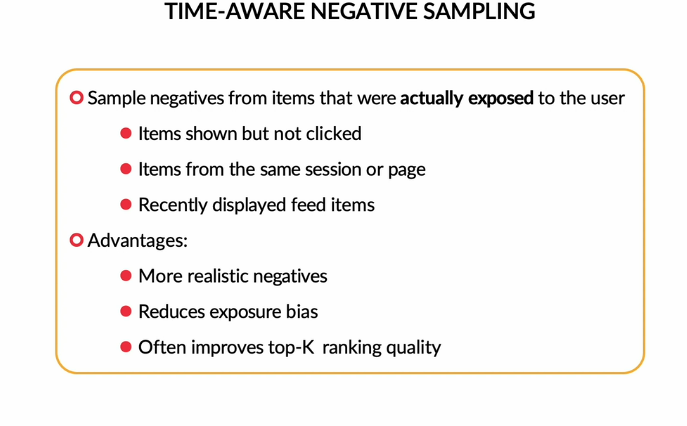 TIME-AWARE NEGATIVE SAMPLING
Sample negatives from items that were actually exposed to the user
Items shown but not clicked
Items from the same session or page
Recently displayed feed items
Advantages:
More realistic negatives
Reduces exposure bias
Often improves top-K ranking quality